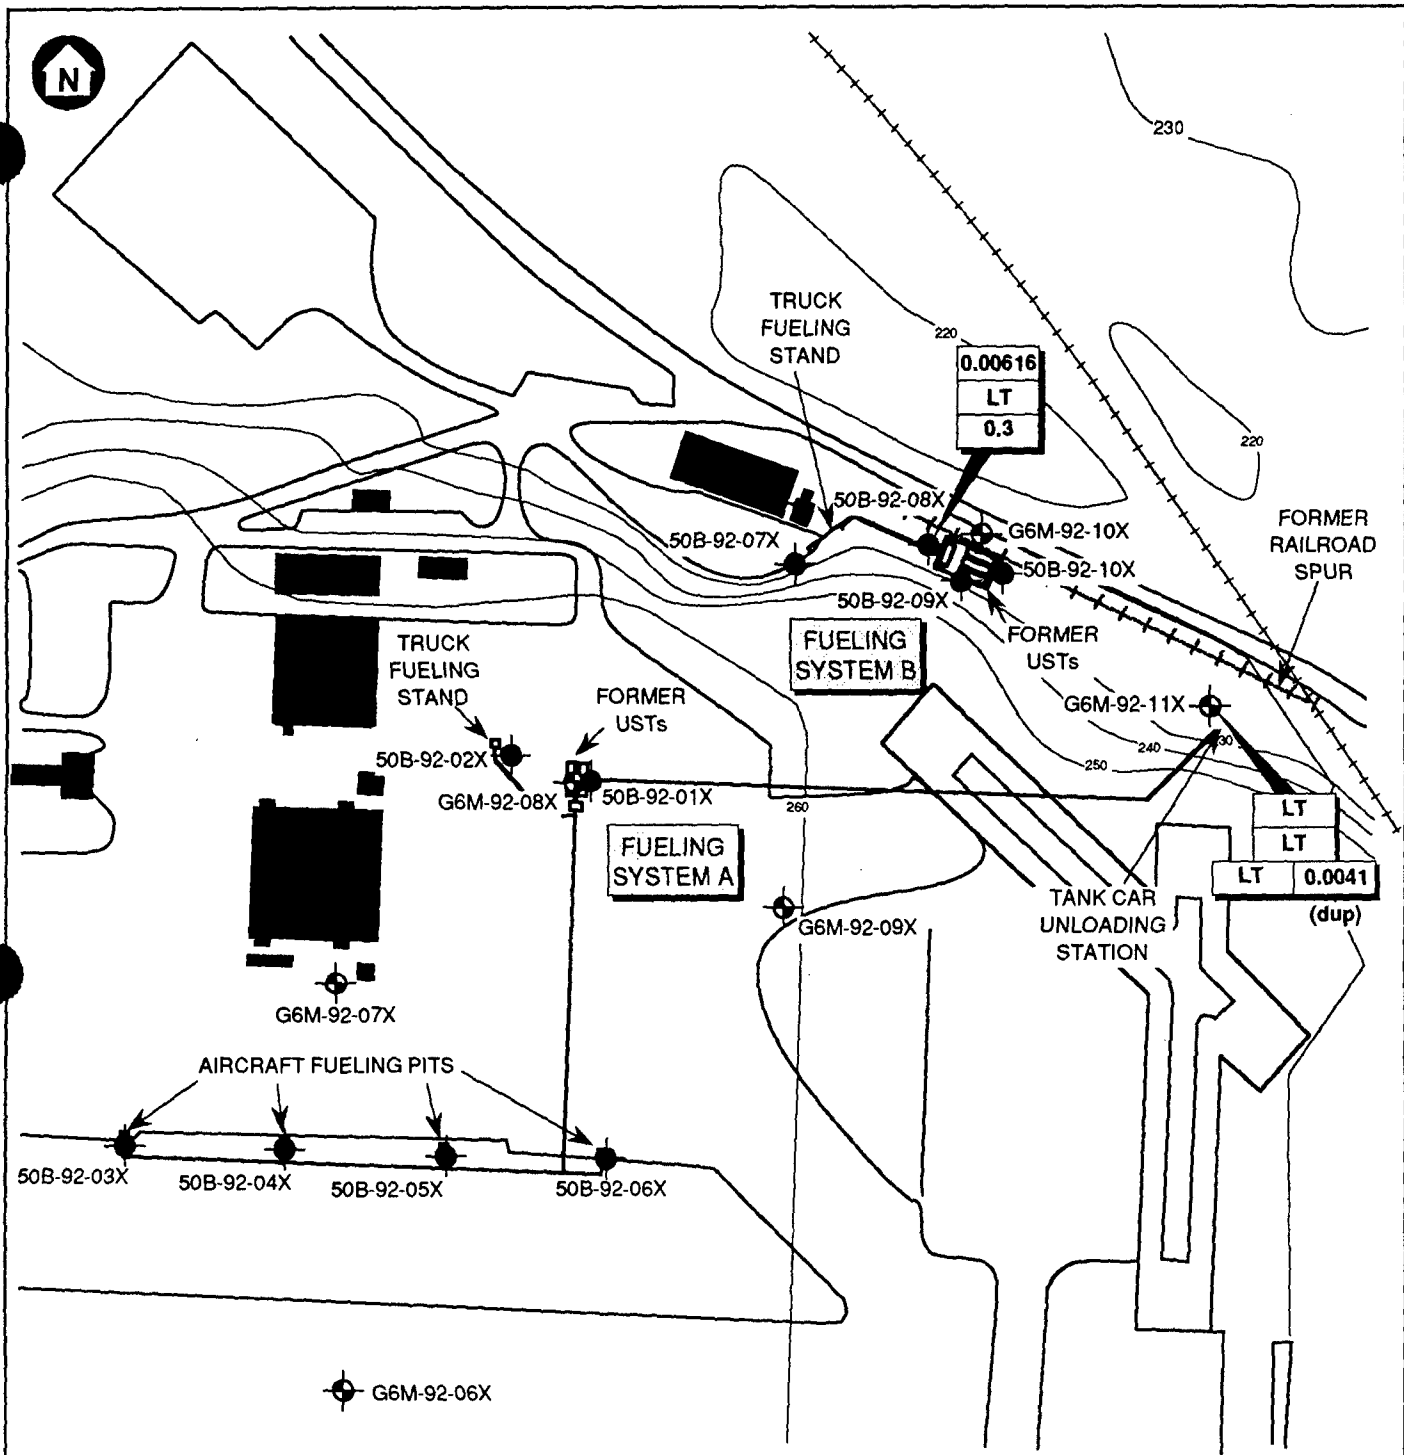 N
230
TRUCK
FUELING
STAND
220
0.00616
LT
0.3
220
50B-92-08X
G6M-92-10X
FORMER
RAILROAD
SPUR
50B-92-07X
50B-92-10X
50B-92-09X
FUELING
SYSTEM B
FORMER
USTs
TRUCK
FUELING
STAND
FORMER
USTs
G6M-92-11X
230
240
250
50B-92-02X
G6M-92-08X
50B-92-01X
260
LT
LT
LT 0.0041
(dup)
FUELING
SYSTEM A
TANK CAR
UNLOADING
STATION
G6M-92-09X
G6M-92-07X
AIRCRAFT FUELING PITS
50B-92-03X
50B-92-04X
50B-92-05X
50B-92-06X
G6M-92-06X